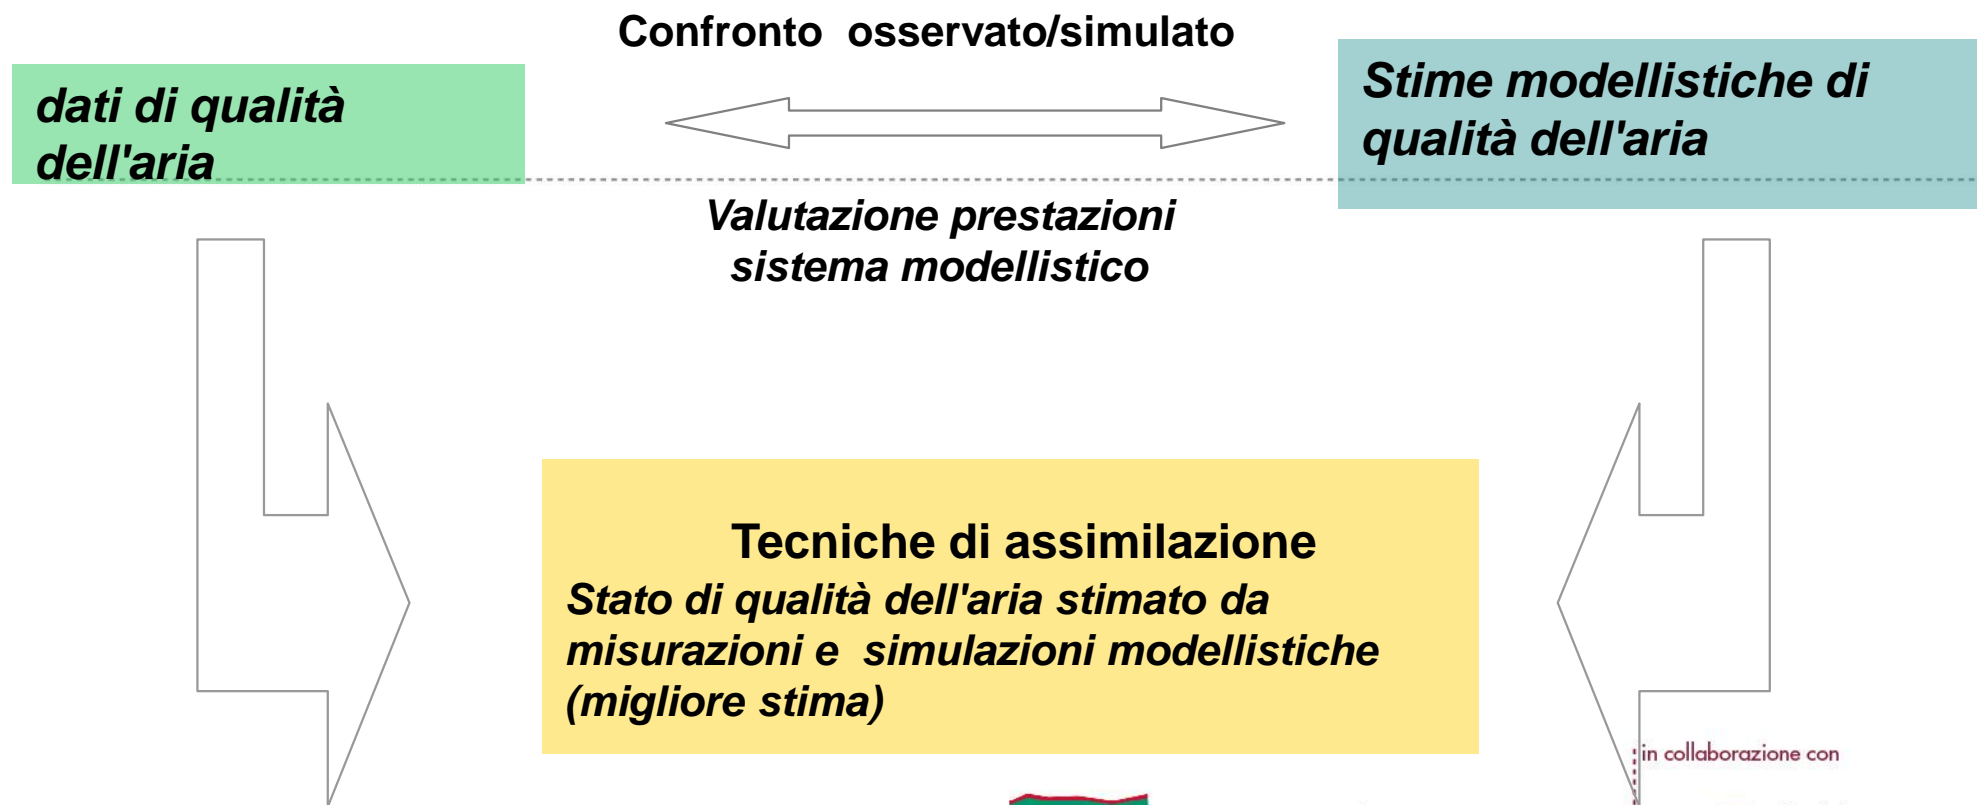 Confronto osservato/simulato
dati di qualità
dell'aria
Stime modellistiche di
qualità dell'aria
Valutazione prestazioni
sistema modellistico
Tecniche di assimilazione
Stato di qualità dell'aria stimato da
misurazioni e simulazioni modellistiche
(migliore stima)
in collaborazione con